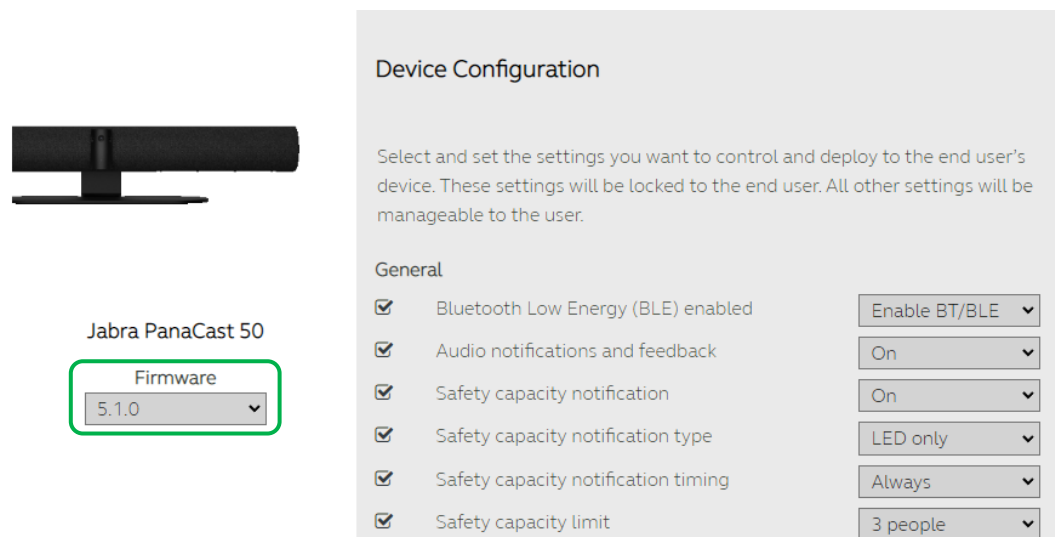 Device Configuration
Select and set the settings you want to control and deploy to the end user's
device. These settings will be locked to the end user. All other settings will be
manageable to the user.
General
Bluetooth Low Energy (BLE) enabled Enable BT/BLE
Audio notifications and feedback On
Safety capacity notification On
Safety capacity notification type LED only
Safety capacity notification timing Always
Safety capacity limit 3 people
Jabra PanaCast 50
Firmware
5.1.0